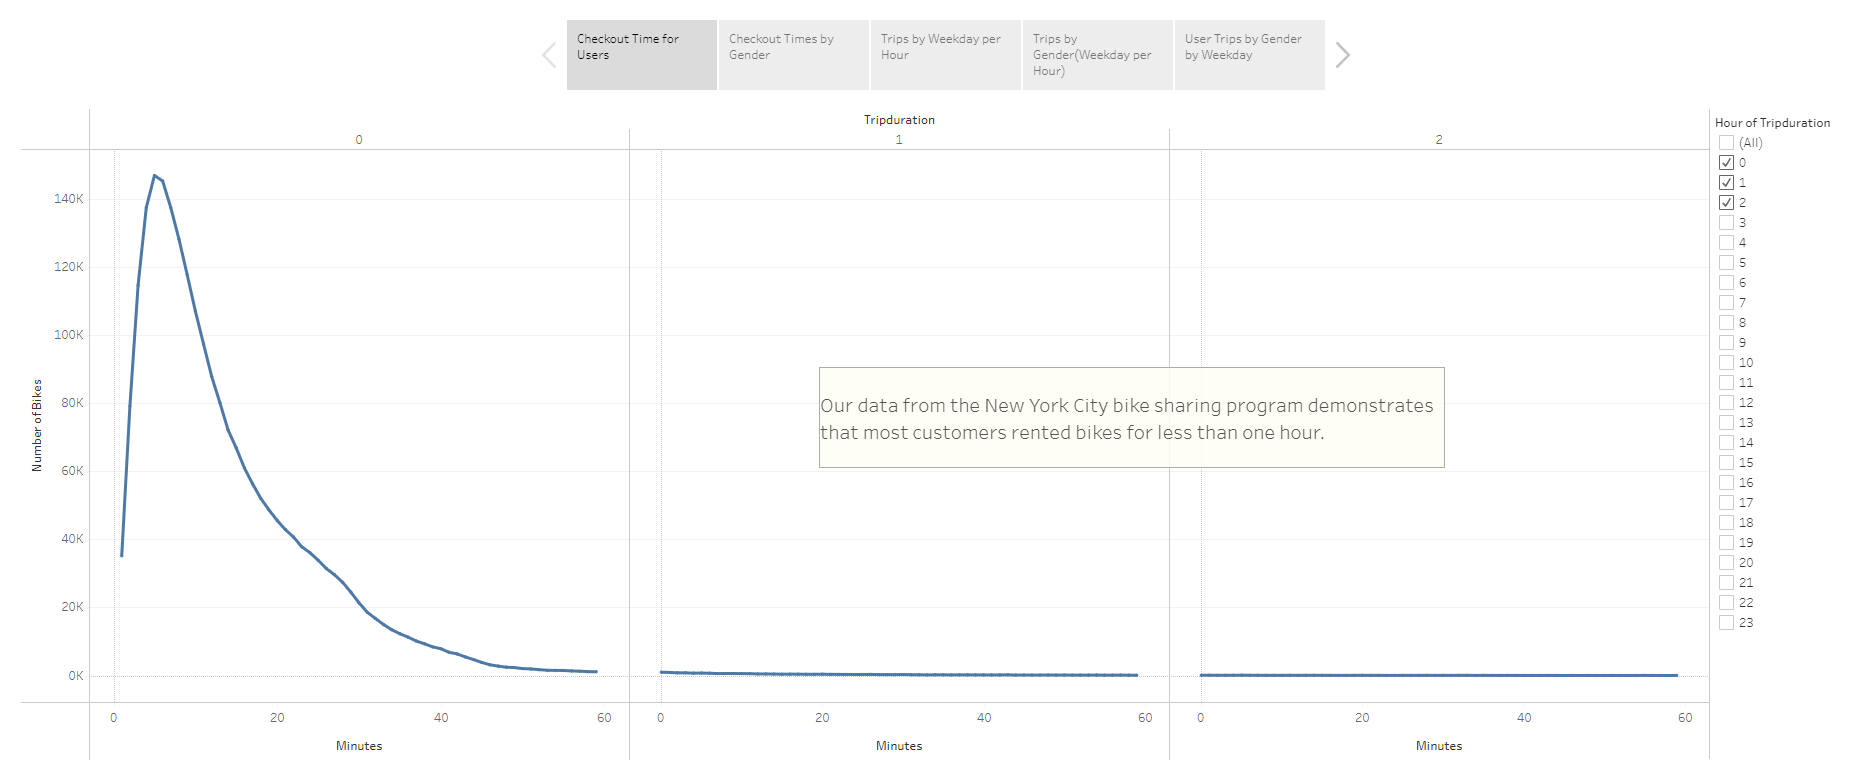 Checkout Time for
Users
Checkout Times by
Gender
Trips by Weekday per
Hour
Trips by
Gender(Weekday per
Hour)
User Trips by Gender
by Weekday
Tripduration
0
1
2
Number of Bikes
140K
120K
100K
80K
60K
40K
20K
0K
Our data from the New York City bike sharing program demonstrates
that most customers rented bikes for less than one hour.
0
20
40
60
0
20
40
60
0
20
40
60
Minutes
Minutes
Minutes
Hour of Tripduration
(All)
0
1
2
3
4
5
6
7
8
9
10
11
12
13
14
15
16
17
18
19
20
21
22
23